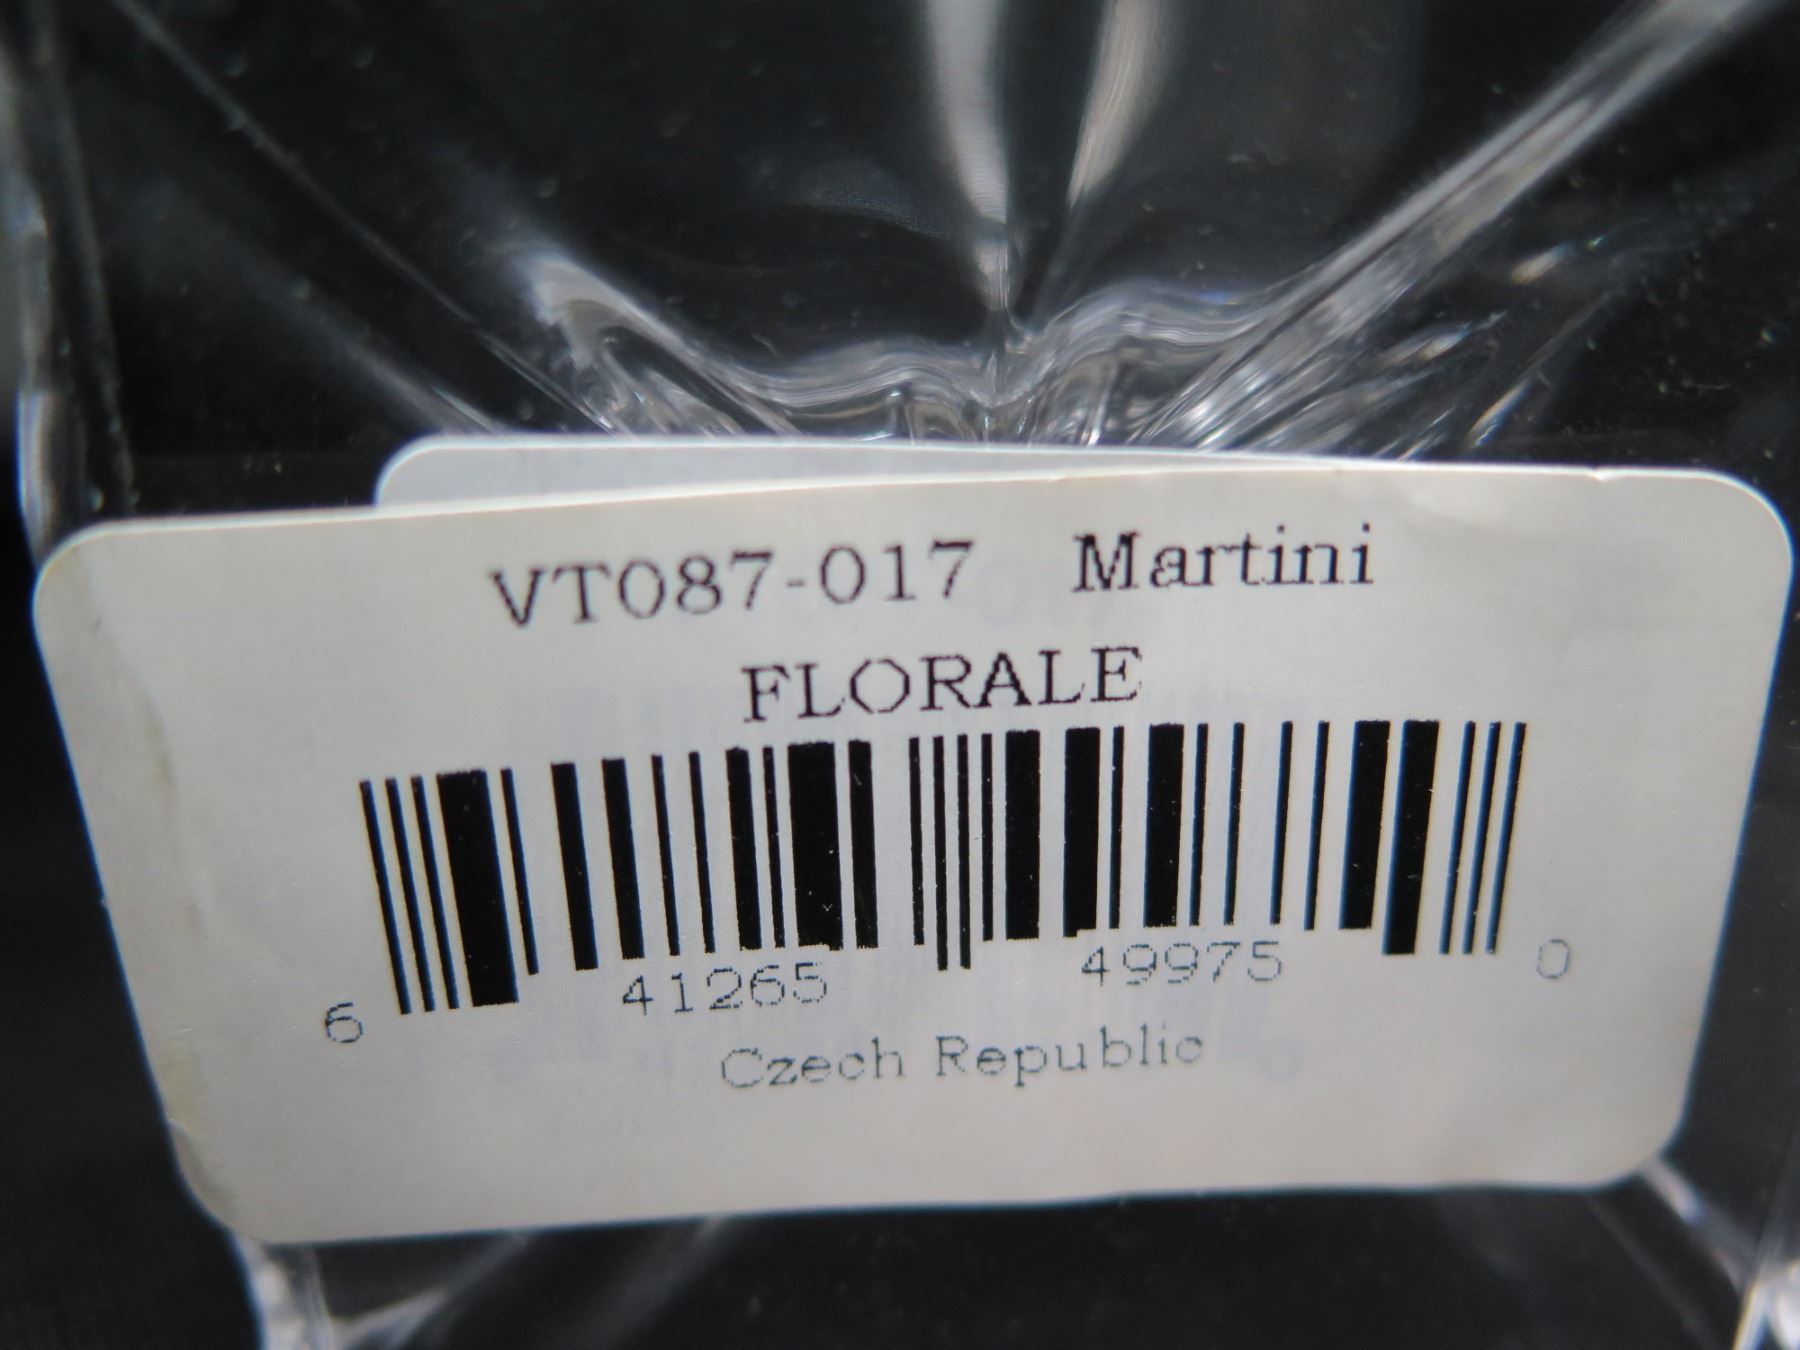 VT087-017 Martini
FLORALE
6 41265 49975 0
Czech Republic